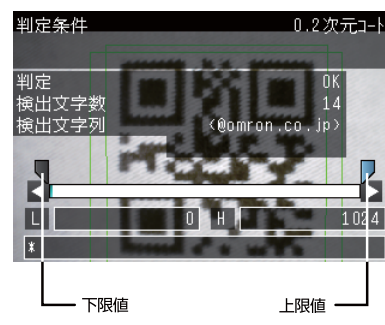 判定条件 0.2次元コード
判定 OK
検出文字数 14
検出文字列 <@omron.co.jp>
L 0 H 1024
*
下限値 上限値